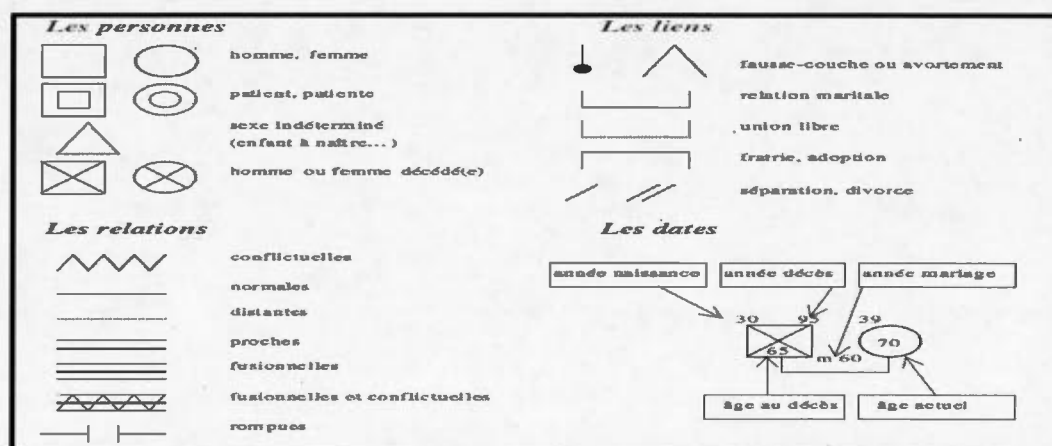 Les personnes
homme, femme
patient, patiente
sexe indéterminé
(enfant à naître...)
homme ou femme décédé(e)
Les liens
fausse-couche ou avortement
relation maritale
union libre
fratrie, adoption
séparation, divorce
Les relations
conflictuelles
normales
distantes
proches
fusionnelles
fusionnelles et conflictuelles
rompues
Les dates
année naissance
année décès
année mariage
30
95
39
65
m 60
70
âge au décès
âge actuel